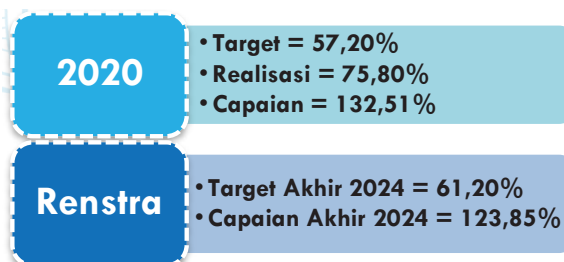 2020
• Target = 57,20%
• Realisasi = 75,80%
• Capaian = 132,51%
Renstra
• Target Akhir 2024 = 61,20%
• Capaian Akhir 2024 = 123,85%